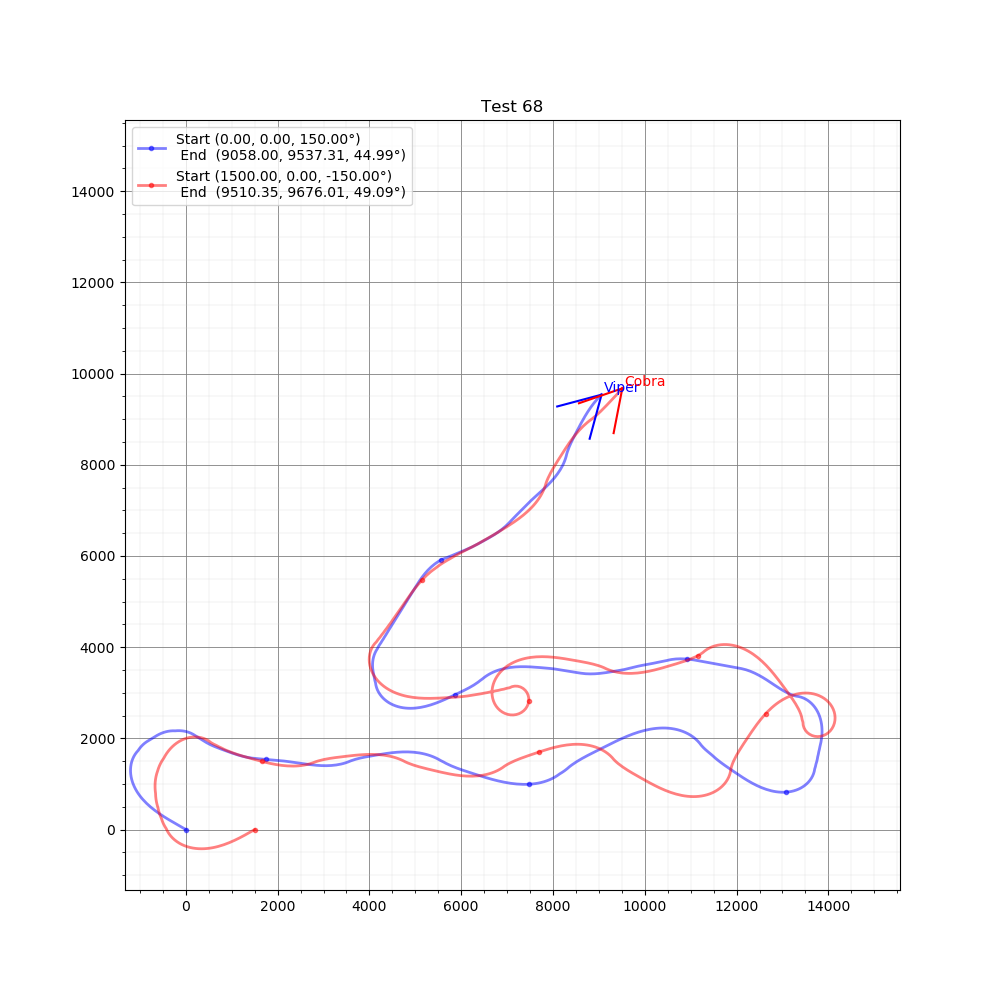 Test 68
Start (0.00, 0.00, 150.00°)
End  (9058.00, 9537.31, 44.99°)
Start (1500.00, 0.00, -150.00°)
End  (9510.35, 9676.01, 49.09°)
14000
12000
10000
8000
6000
4000
2000
0
Cobra
Viper
0 2000 4000 6000 8000 10000 12000 14000